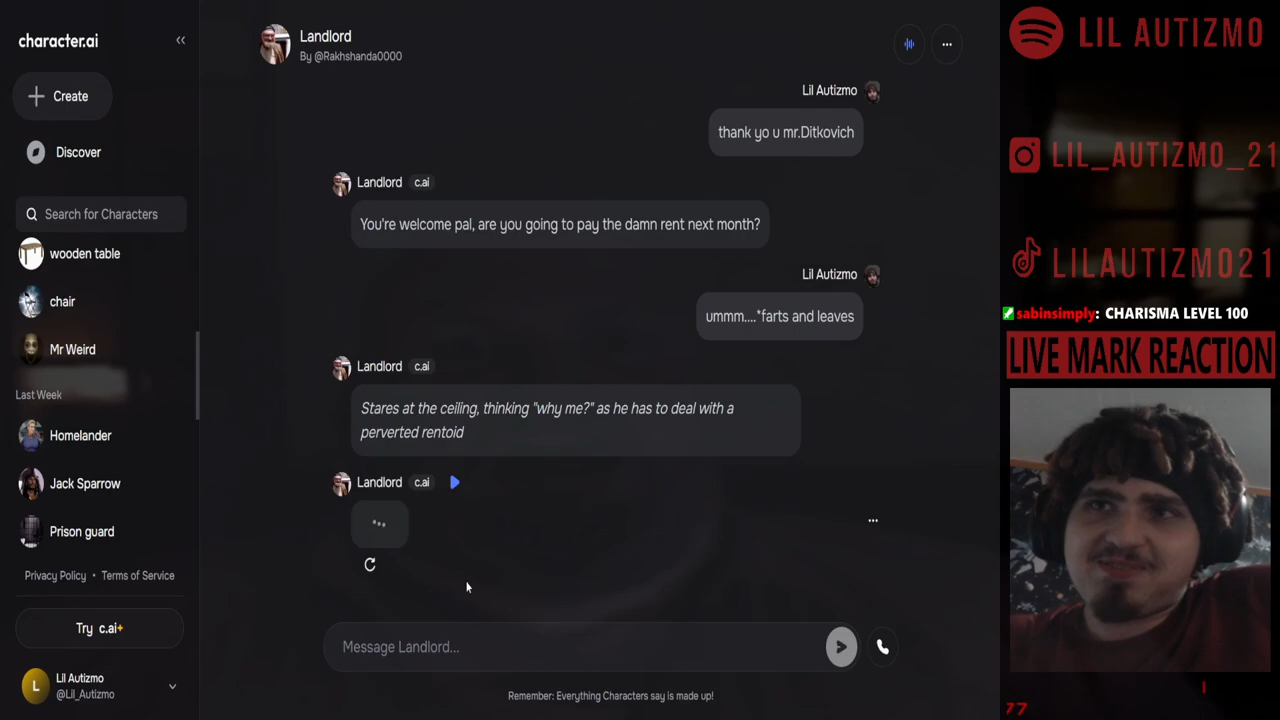 character.ai
Create
Discover
Search for Characters
wooden table
chair
Mr Weird
Last Week
Homelander
Jack Sparrow
Prison guard
Privacy Policy • Terms of Service
Try c.ai+
L
Lil Autizmo
@Lil_Autizmo
Landlord
By @Rakhshanda0000
Lil Autizmo
thank yo u mr.Ditkovich
Landlord c.ai
You're welcome pal, are you going to pay the damn rent next month?
Lil Autizmo
ummm....*farts and leaves
Landlord c.ai
Stares at the ceiling, thinking "why me?" as he has to deal with a
perverted rentoid
Landlord c.ai
Message Landlord...
Remember: Everything Characters say is made up!
LIL AUTIZMO
LIL_AUTIZMO_21
LILAUTIZMO21
sabinsimply: CHARISMA LEVEL 100
LIVE MARK REACTION
77